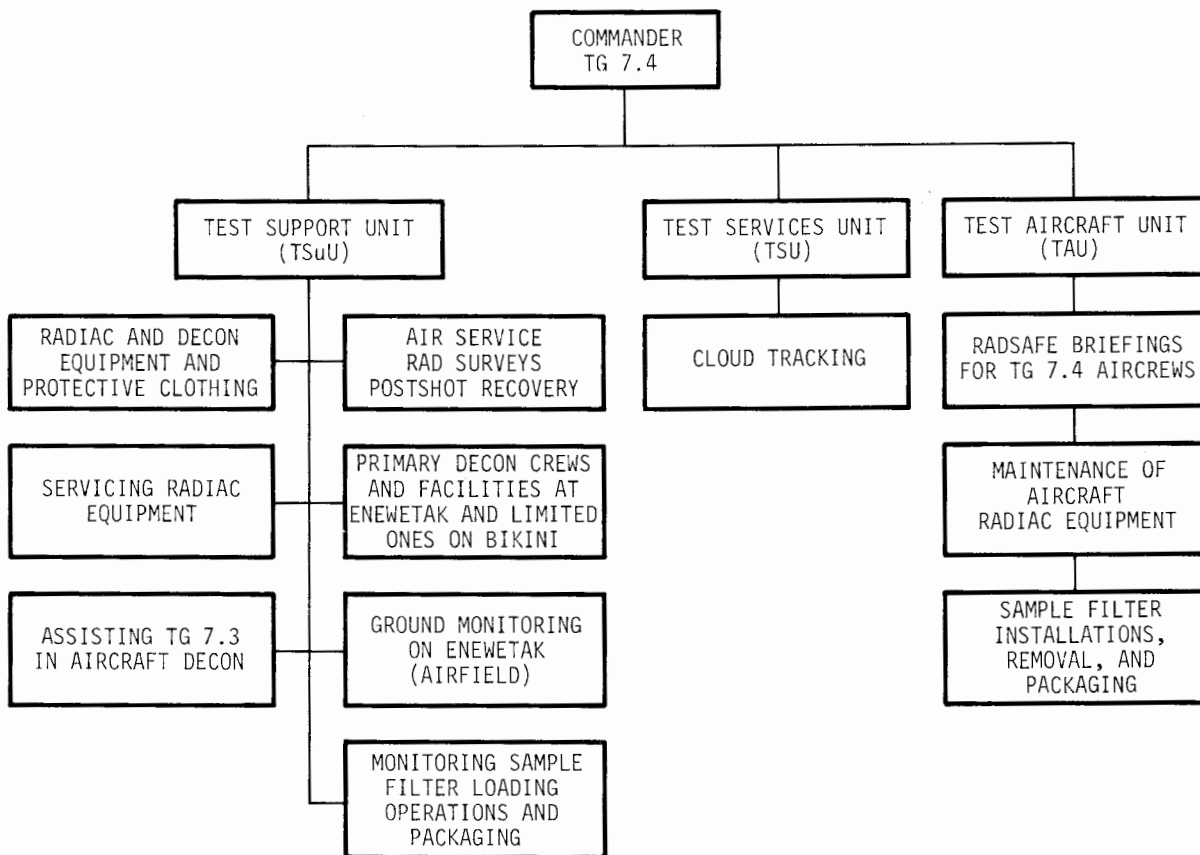 COMMANDER
TG 7.4
TEST SUPPORT UNIT
(TSuU)
TEST SERVICES UNIT
(TSU)
TEST AIRCRAFT UNIT
(TAU)
RADIAC AND DECON
EQUIPMENT AND
PROTECTIVE CLOTHING
AIR SERVICE
RAD SURVEYS
POSTSHOT RECOVERY
CLOUD TRACKING
RADSAFE BRIEFINGS
FOR TG 7.4 AIRCREWS
SERVICING RADIAC
EQUIPMENT
PRIMARY DECON CREWS
AND FACILITIES AT
ENEWETAK AND LIMITED
ONES ON BIKINI
MAINTENANCE OF
AIRCRAFT
RADIAC EQUIPMENT
ASSISTING TG 7.3
IN AIRCRAFT DECON
GROUND MONITORING
ON ENEWETAK
(AIRFIELD)
SAMPLE FILTER
INSTALLATIONS,
REMOVAL, AND
PACKAGING
MONITORING SAMPLE
FILTER LOADING
OPERATIONS AND
PACKAGING